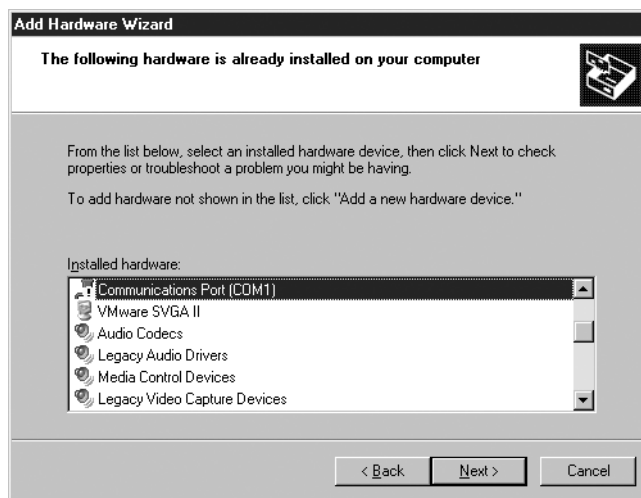 Add Hardware Wizard
The following hardware is already installed on your computer
From the list below, select an installed hardware device, then click Next to check
properties or troubleshoot a problem you might be having.
To add hardware not shown in the list, click "Add a new hardware device."
Installed hardware:
Communications Port (COM1)
VMware SVGA II
Audio Codecs
Legacy Audio Drivers
Media Control Devices
Legacy Video Capture Devices
< Back Next > Cancel